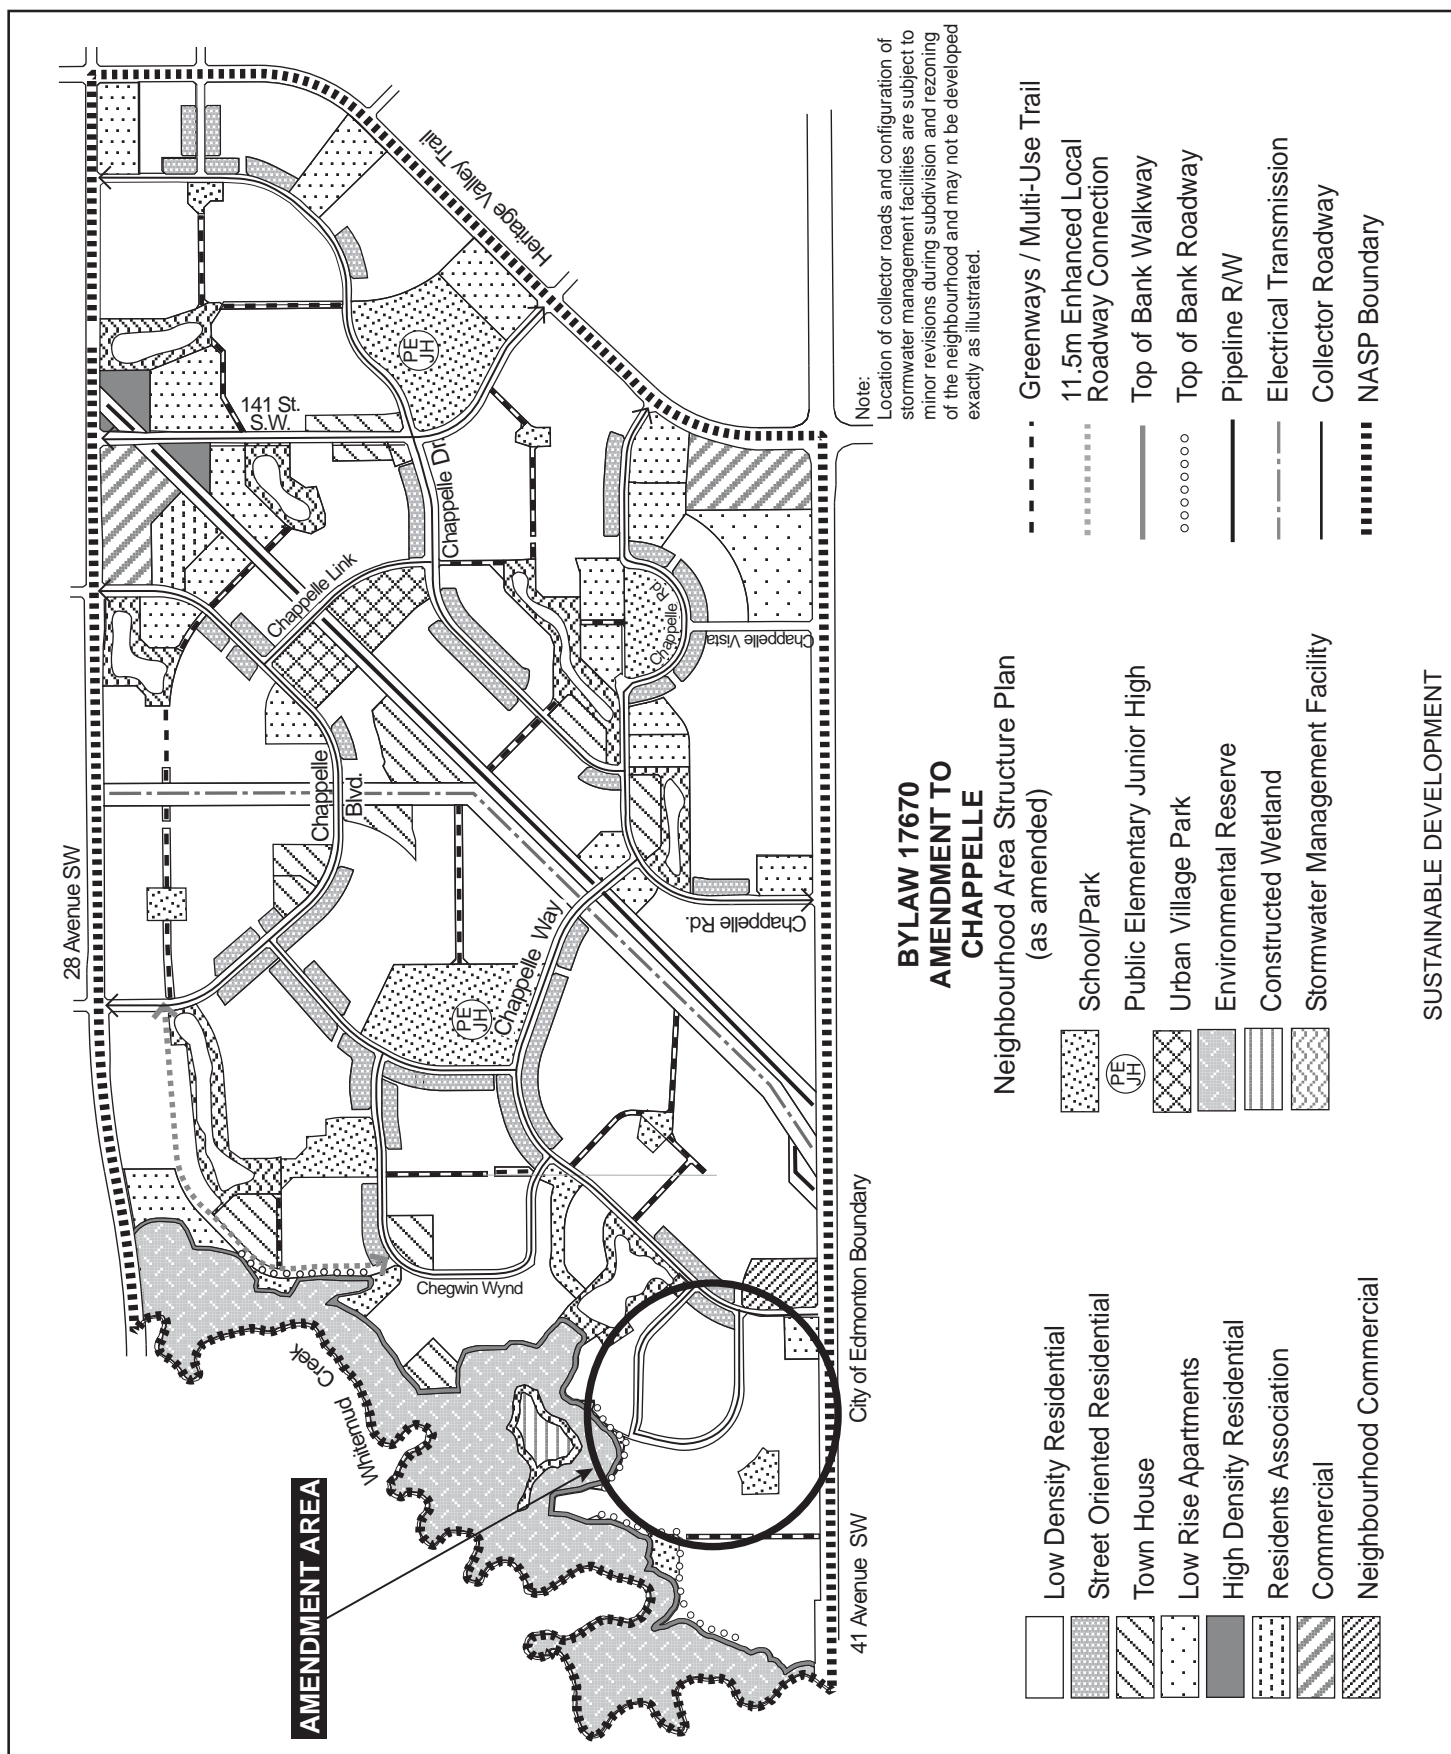 28 Avenue SW
141 St.
S.W.
Heritage Valley Trail
Chappelle Dr.
Chappelle Link
Chappelle
Blvd.
Chappelle
Rd.
Chappelle Vista
Chappelle Way
Chappelle Rd.
Chegwin Wynd
Whitemud Creek
PE
JH
PE
JH
AMENDMENT AREA
41 Avenue SW
City of Edmonton Boundary
Note:
Location of collector roads and configuration of
stormwater management facilities are subject to
minor revisions during subdivision and rezoning
of the neighbourhood and may not be developed
exactly as illustrated.
BYLAW 17670
AMENDMENT TO
CHAPPELLE
Neighbourhood Area Structure Plan
(as amended)
Low Density Residential
Street Oriented Residential
Town House
Low Rise Apartments
High Density Residential
Residents Association
Commercial
Neighbourhood Commercial
School/Park
PE
JH
Public Elementary Junior High
Urban Village Park
Environmental Reserve
Constructed Wetland
Stormwater Management Facility
Greenways / Multi-Use Trail
11.5m Enhanced Local
Roadway Connection
Top of Bank Walkway
Top of Bank Roadway
Pipeline R/W
Electrical Transmission
Collector Roadway
NASP Boundary
SUSTAINABLE DEVELOPMENT